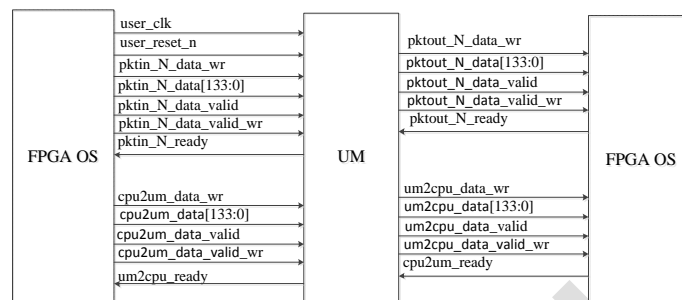 user_clk
user_reset_n
pktin_N_data_wr
pktin_N_data[133:0]
pktin_N_data_valid
pktin_N_data_valid_wr
pktin_N_ready
FPGA OS
cpu2um_data_wr
cpu2um_data[133:0]
cpu2um_data_valid
cpu2um_data_valid_wr
um2cpu_ready
UM
pktout_N_data_wr
pktout_N_data[133:0]
pktout_N_data_valid
pktout_N_data_valid_wr
pktout_N_ready
um2cpu_data_wr
um2cpu_data[133:0]
um2cpu_data_valid
um2cpu_data_valid_wr
cpu2um_ready
FPGA OS